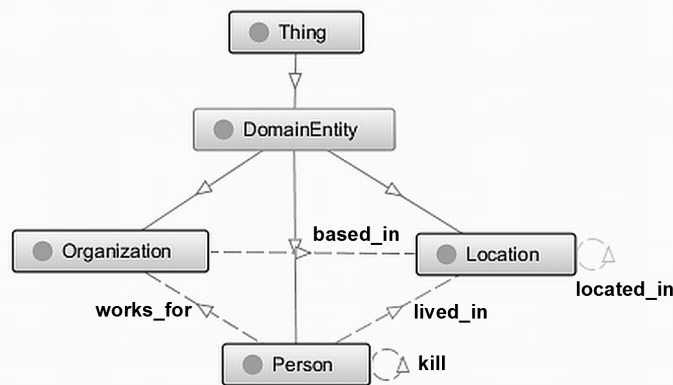 Thing
DomainEntity
based_in
Organization
Location
located_in
works_for
lived_in
Person
kill